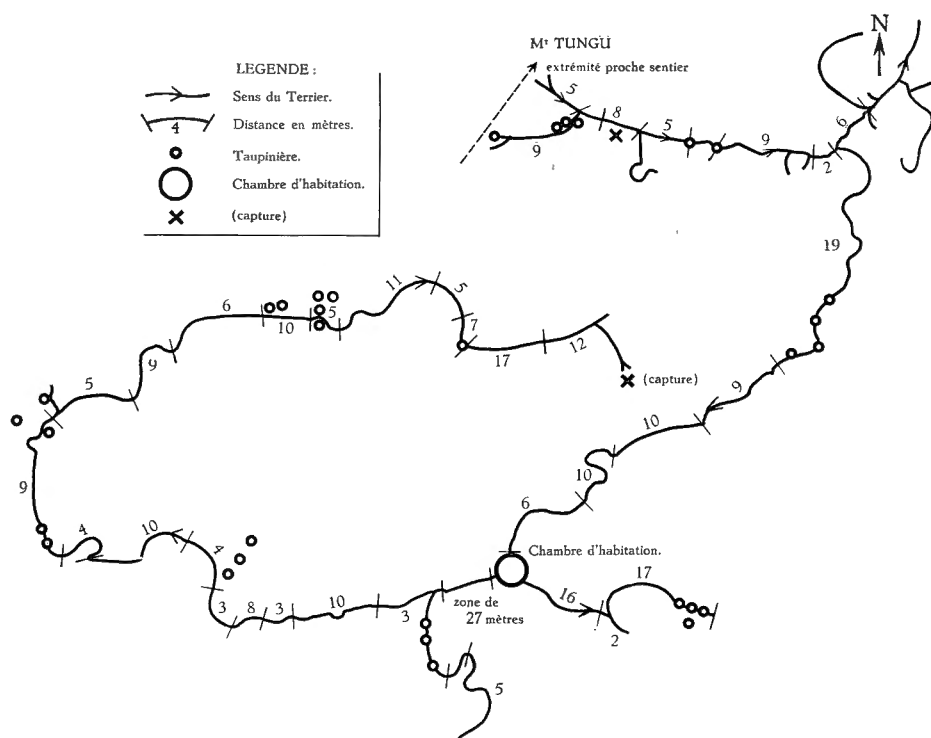 N
Mᵗ TUNGU
extrémité proche sentier
LEGENDE :
Sens du Terrier.
4
Distance en mètres.
Taupinière.
Chambre d'habitation.
(capture)
5
8
5
9
9
2
6
19
11
5
6
10
5
7
17
12
(capture)
9
5
9
10
10
9
6
4
10
4
Chambre d'habitation.
17
16
zone de
27 mètres
3
8
3
10
3
2
5